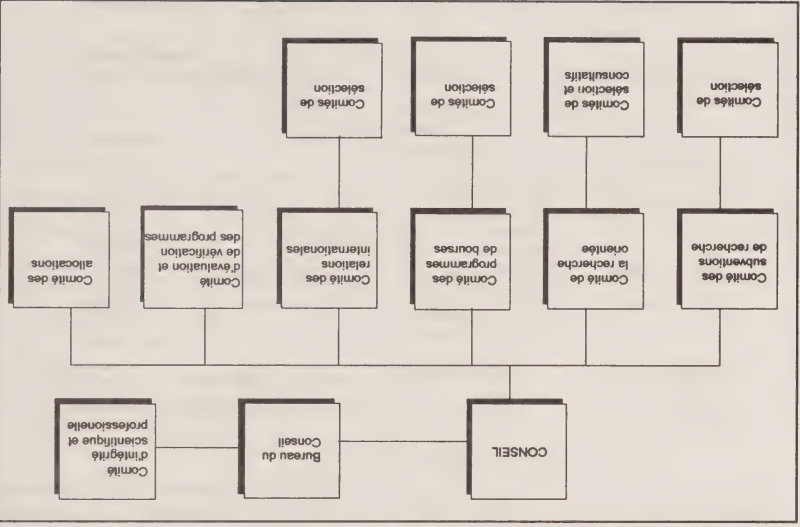 CONSEIL
Bureau du
Conseil
Comité
d'intégrité
scientifique et
professionelle
Comité des
subventions
de recherche
Comité de
la recherche
orientée
Comité des
programmes
de bourses
Comité des
relations
internationales
Comité
d'évaluation et
de vérification
des programmes
Comité des
allocations
Comités de
sélection
Comités de
sélection et
consultatifs
Comités de
sélection
Comités de
sélection